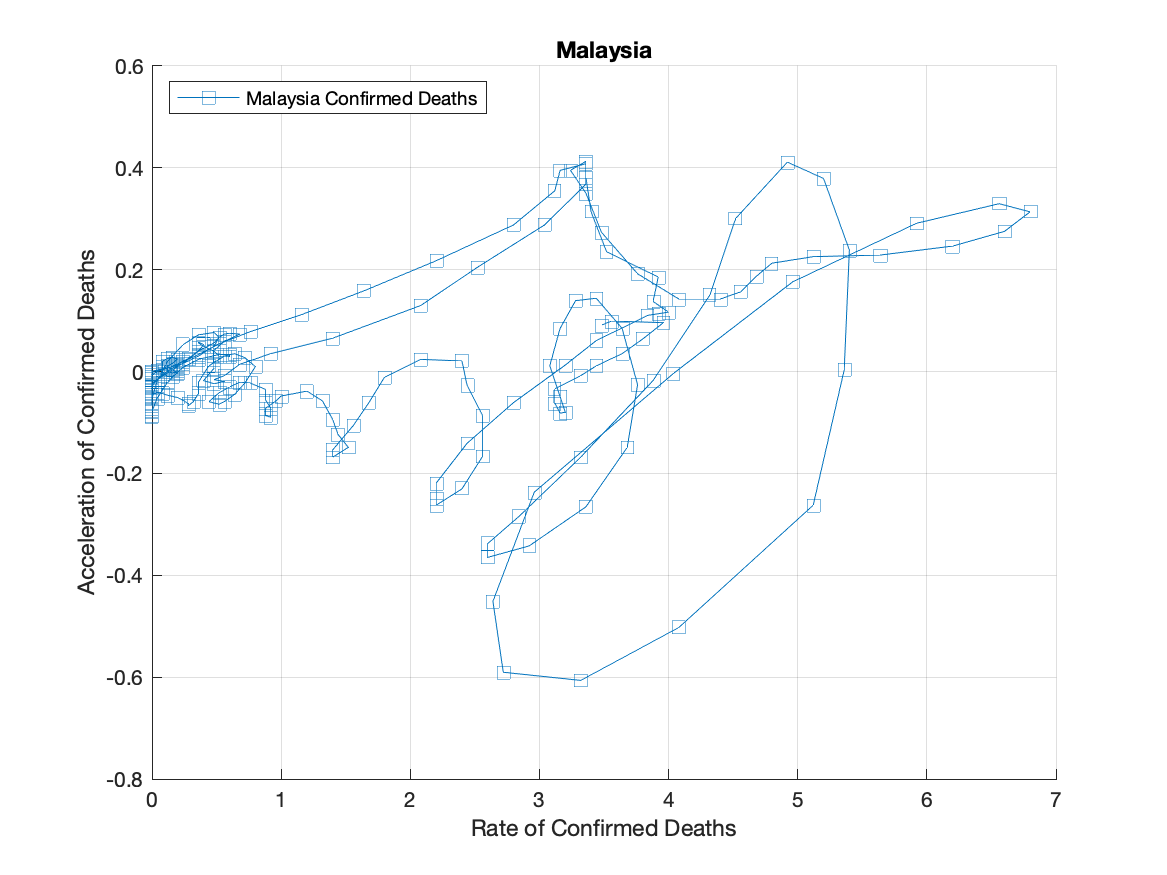 Malaysia
0.6
Malaysia Confirmed Deaths
0.4
0.2
0
-0.2
-0.4
-0.6
-0.8
Acceleration of Confirmed Deaths
0 1 2 3 4 5 6 7
Rate of Confirmed Deaths